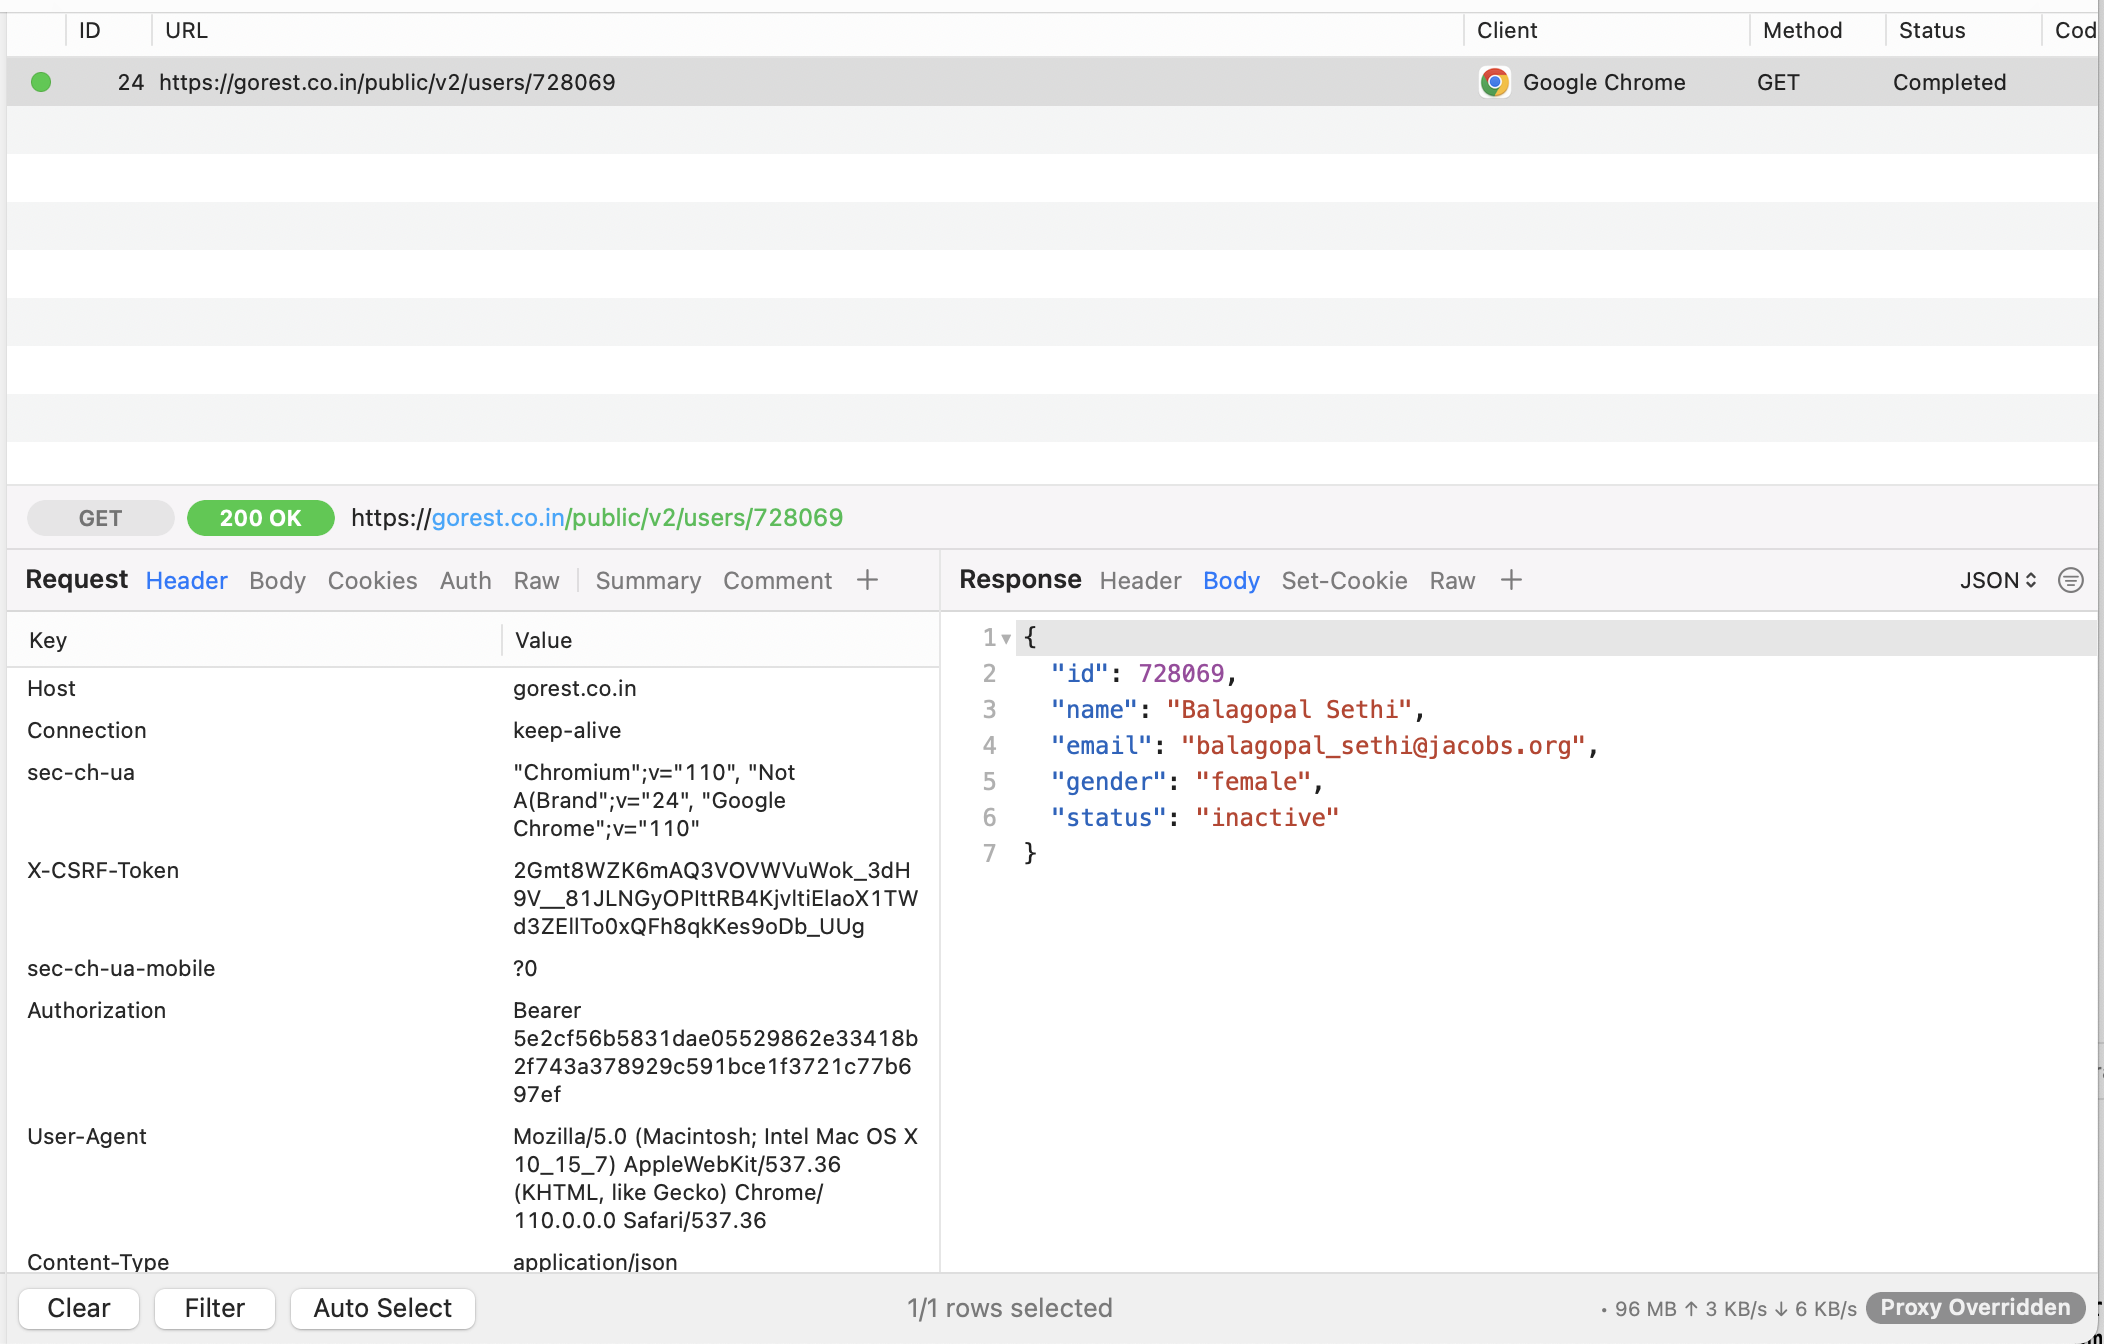 ID URL Client Method Status Cod
24 https://gorest.co.in/public/v2/users/728069 Google Chrome GET Completed
GET 200 OK https://gorest.co.in/public/v2/users/728069
Request Header Body Cookies Auth Raw Summary Comment +
Key Value
Host gorest.co.in
Connection keep-alive
sec-ch-ua "Chromium";v="110", "Not
A(Brand";v="24", "Google
Chrome";v="110"
X-CSRF-Token 2Gmt8WZK6mAQ3VOVWVuWok_3dH
9V__81JLNGyOPIttRB4KjvltiElaoX1TW
d3ZEllTo0xQFh8qkKes9oDb_UUg
sec-ch-ua-mobile ?0
Authorization Bearer
5e2cf56b5831dae05529862e33418b
2f743a378929c591bce1f3721c77b6
97ef
User-Agent Mozilla/5.0 (Macintosh; Intel Mac OS X
10_15_7) AppleWebKit/537.36
(KHTML, like Gecko) Chrome/
110.0.0.0 Safari/537.36
Content-Type application/json
Response Header Body Set-Cookie Raw + JSON
1 {
2 "id": 728069,
3 "name": "Balagopal Sethi",
4 "email": "balagopal_sethi@jacobs.org",
5 "gender": "female",
6 "status": "inactive"
7 }
Clear Filter Auto Select 1/1 rows selected • 96 MB ↑ 3 KB/s ↓ 6 KB/s Proxy Overridden